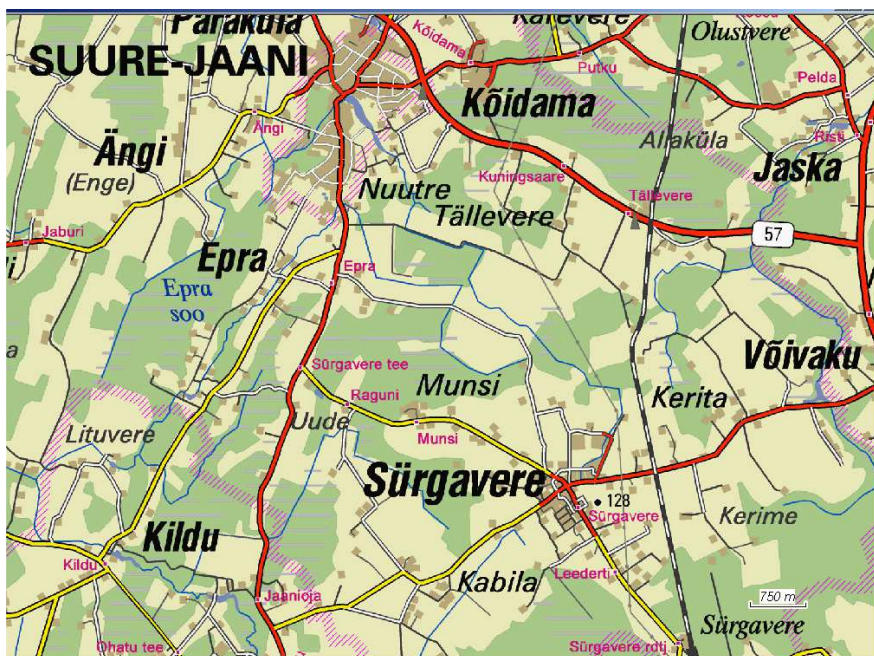 Paraküla
SUURE-JAANI
Kõidama
Kalevere
Olustvere
Putku
Pelda
Kõidama
Ängi
Ängi
(Enge)
Allaküla
Risti
Jaska
Kuningsaare
Nuutre
Tällevere
Tällevere
57
Jaburi
Epra
Epra
Epra
soo
Võivaku
Sürgavere tee
Munsi
Raguni
Kerita
Uude
Lituvere
Munsi
Sürgavere
128
Sürgavere
Kerime
Kildu
Kildu
Leederti
Kabila
Jaanioja
750 m
Sürgavere
Ohatu tee
Sürgavere rdtj